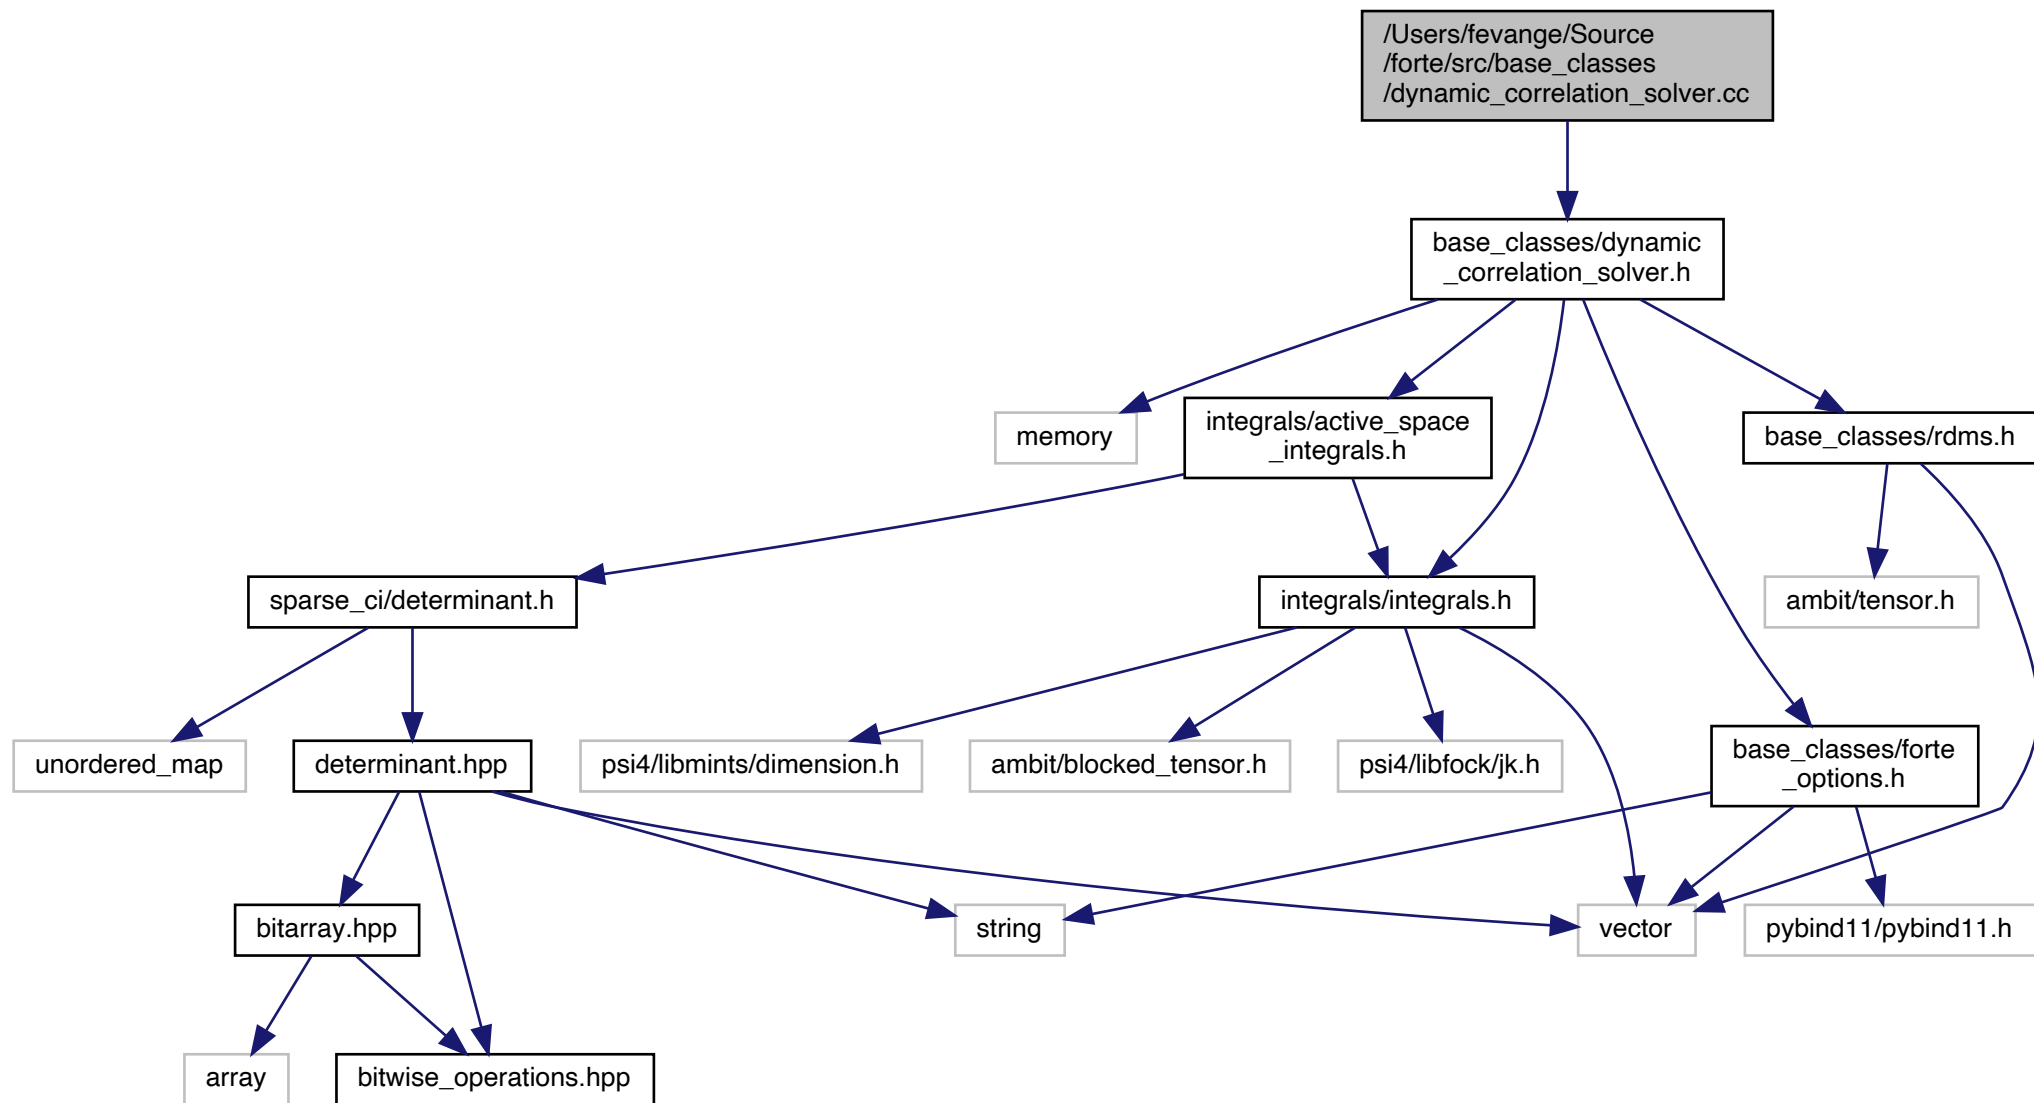 /Users/fevange/Source
/forte/src/base_classes
/dynamic_correlation_solver.cc
base_classes/dynamic
_correlation_solver.h
memory
integrals/active_space
_integrals.h
base_classes/rdms.h
sparse_ci/determinant.h
integrals/integrals.h
ambit/tensor.h
unordered_map
determinant.hpp
psi4/libmints/dimension.h
ambit/blocked_tensor.h
psi4/libfock/jk.h
base_classes/forte
_options.h
bitarray.hpp
string
vector
pybind11/pybind11.h
array
bitwise_operations.hpp